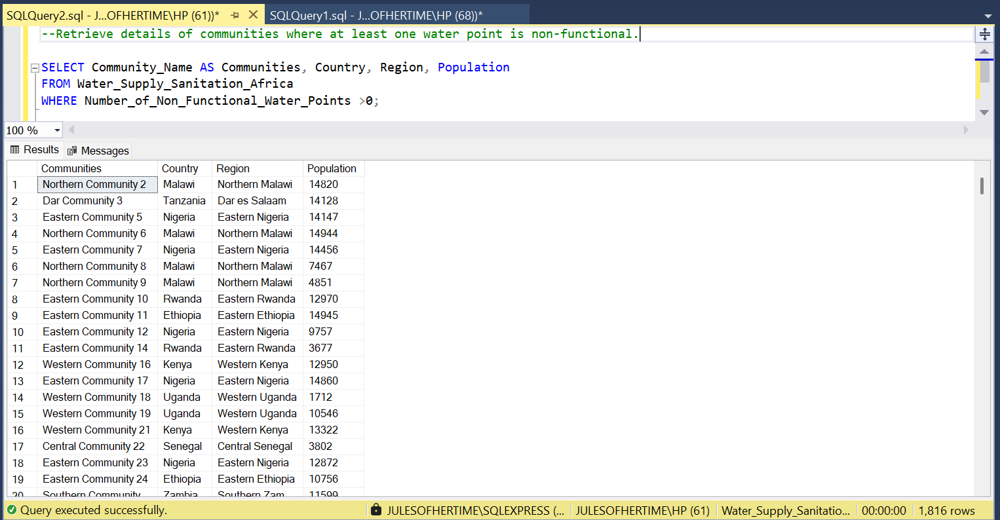 SQLQuery2.sql - J...OFHERTIME\HP (61))* SQLQuery1.sql - J...OFHERTIME\HP (68))*
--Retrieve details of communities where at least one water point is non-functional.
SELECT Community_Name AS Communities, Country, Region, Population
FROM Water_Supply_Sanitation_Africa
WHERE Number_of_Non_Functional_Water_Points >0;
100 %
Results Messages
Communities Country Region Population
1 Northern Community 2 Malawi Northern Malawi 14820
2 Dar Community 3 Tanzania Dar es Salaam 14128
3 Eastern Community 5 Nigeria Eastern Nigeria 14147
4 Northern Community 6 Malawi Northern Malawi 14944
5 Eastern Community 7 Nigeria Eastern Nigeria 14456
6 Northern Community 8 Malawi Northern Malawi 7467
7 Northern Community 9 Malawi Northern Malawi 4851
8 Eastern Community 10 Rwanda Eastern Rwanda 12970
9 Eastern Community 11 Ethiopia Eastern Ethiopia 14945
10 Eastern Community 12 Nigeria Eastern Nigeria 9757
11 Eastern Community 14 Rwanda Eastern Rwanda 3677
12 Western Community 16 Kenya Western Kenya 12950
13 Eastern Community 17 Nigeria Eastern Nigeria 14860
14 Western Community 18 Uganda Western Uganda 1712
15 Western Community 19 Uganda Western Uganda 10546
16 Western Community 21 Kenya Western Kenya 13322
17 Central Community 22 Senegal Central Senegal 3802
18 Eastern Community 23 Nigeria Eastern Nigeria 12872
19 Eastern Community 24 Ethiopia Eastern Ethiopia 10756
20 Southern Community Zambia Southern Zam 11599
Query executed successfully. JULESOFHERTIME\SQLEXPRESS (... JULESOFHERTIME\HP (61) Water_Supply_Sanitatio... 00:00:00 1,816 rows